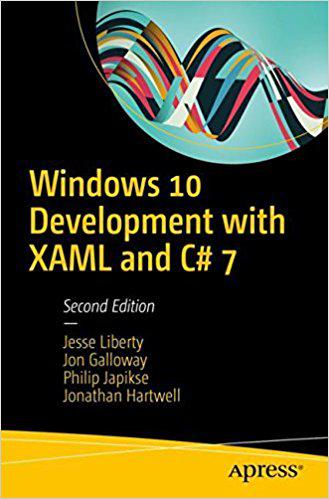 Windows 10
Development with
XAML and C# 7
Second Edition
Jesse Liberty
Jon Galloway
Philip Japikse
Jonathan Hartwell
Apress®